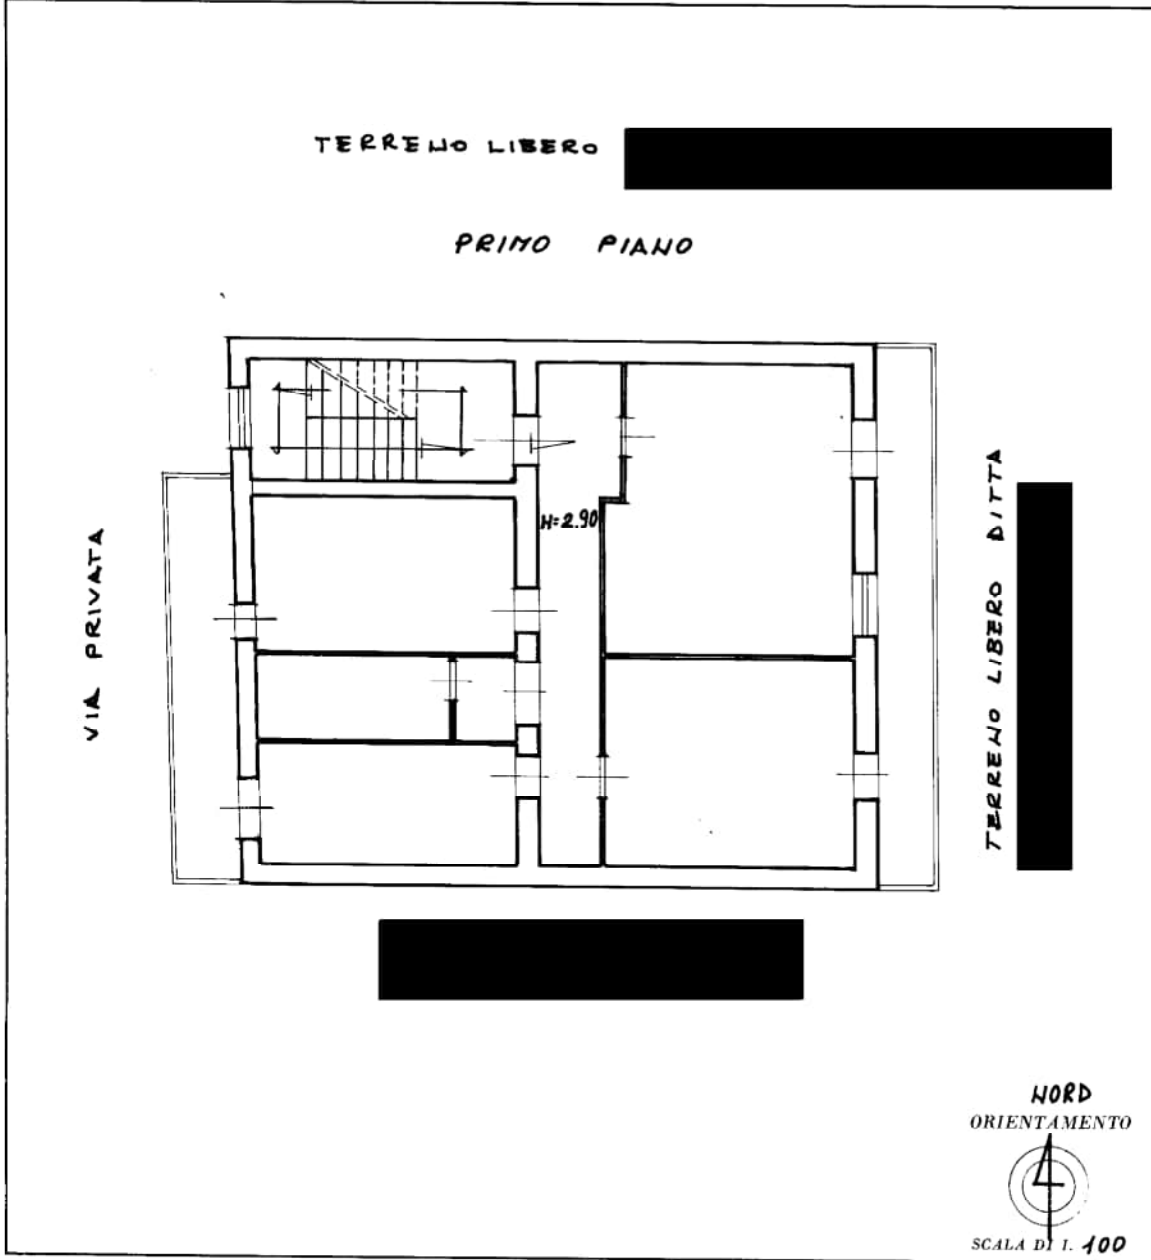 TERRENO LIBERO
PRIMO PIANO
H=2.90
VIA PRIVATA
TERRENO LIBERO DITTA
NORD
ORIENTAMENTO
SCALA DI 1. 100